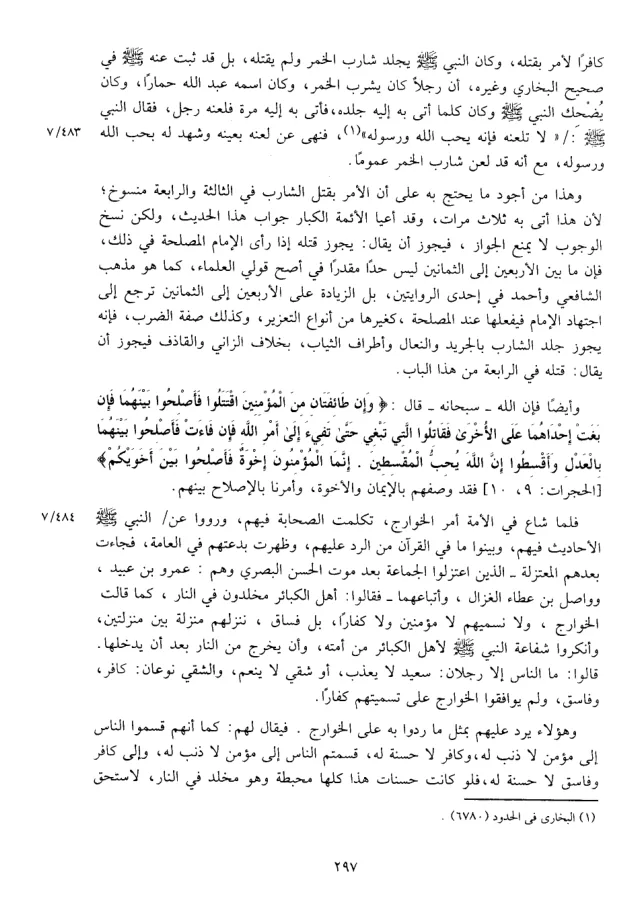 كافرًا لأمر بقتله، وكان النبي ﷺ يجلد شارب الخمر ولم يقتله، بل قد ثبت عنه ﷺ في
صحيح البخاري وغيره، أن رجلاً كان يشرب الخمر، وكان اسمه عبد الله حمارًا، وكان
يُضْحك النبي ﷺ وكان كلما أتى به إليه جلده،فأتى به إليه مرة فلعنه رجل، فقال النبي
ﷺ :/« لا تلعنه فإنه يحب الله ورسوله»(١)، فنهى عن لعنه بعينه وشهد له بحب الله
٧/٤٨٣
ورسوله، مع أنه قد لعن شارب الخمر عمومًا.
وهذا من أجود ما يحتج به على أن الأمر بقتل الشارب في الثالثة والرابعة منسوخ؛
لأن هذا أتى به ثلاث مرات، وقد أعيا الأئمة الكبار جواب هذا الحديث، ولكن نسخ
الوجوب لا يمنع الجواز ، فيجوز أن يقال: يجوز قتله إذا رأى الإمام المصلحة في ذلك،
فإن ما بين الأربعين إلى الثمانين ليس حدًا مقدرًا في أصح قولي العلماء، كما هو مذهب
الشافعي وأحمد في إحدى الروايتين، بل الزيادة على الأربعين إلى الثمانين ترجع إلى
اجتهاد الإمام فيفعلها عند المصلحة ،كغيرها من أنواع التعزير، وكذلك صفة الضرب، فإنه
يجوز جلد الشارب بالجريد والنعال وأطراف الثياب، بخلاف الزاني والقاذف فيجوز أن
يقال: قتله في الرابعة من هذا الباب.
وأيضًا فإن الله ـ سبحانه ـ قال :﴿ وَإِن طَائِفَتَانِ مِنَ الْمُؤْمِنِينَ اقْتَتَلُوا فَأَصْلِحُوا بَيْنَهُمَا فَإِن
بَغَتْ إِحْدَاهُمَا عَلَى الأُخْرَىٰ فَقَاتِلُوا الَّتِي تَبْغِي حَتَّىٰ تَفِيءَ إِلَىٰ أَمْرِ اللَّهِ فَإِن فَاءَتْ فَأَصْلِحُوا بَيْنَهُمَا
بِالْعَدْلِ وَأَقْسِطُوا إِنَّ اللَّهَ يُحِبُّ الْمُقْسِطِينَ . إِنَّمَا الْمُؤْمِنُونَ إِخْوَةٌ فَأَصْلِحُوا بَيْنَ أَخَوَيْكُمْ﴾
[الحجرات: ٩، ١٠] فقد وصفهم بالإيمان والأخوة، وأمرنا بالإصلاح بينهم.
فلما شاع في الأمة أمر الخوارج، تكلمت الصحابة فيهم، ورووا عن/ النبي ﷺ
٧/٤٨٤
الأحاديث فيهم، وبينوا ما في القرآن من الرد عليهم، وظهرت بدعتهم في العامة، فجاءت
بعدهم المعتزلة ـ الذين اعتزلوا الجماعة بعد موت الحسن البصري وهم : عمرو بن عبيد ،
وواصل بن عطاء الغزال ، وأتباعهما ـ فقالوا: أهل الكبائر مخلدون في النار ، كما قالت
الخوارج ، ولا نسميهم لا مؤمنين ولا كفارًا، بل فساق ، ننزلهم منزلة بين منزلتين،
وأنكروا شفاعة النبي ﷺ لأهل الكبائر من أمته، وأن يخرج من النار بعد أن يدخلها.
قالوا: ما الناس إلا رجلان: سعيد لا يعذب، أو شقي لا ينعم، والشقي نوعان: كافر،
وفاسق، ولم يوافقوا الخوارج على تسميتهم كفارًا.
وهؤلاء يرد عليهم بمثل ما ردوا به على الخوارج . فيقال لهم: كما أنهم قسموا الناس
إلى مؤمن لا ذنب له،وكافر لا حسنة له، قسمتم الناس إلى مؤمن لا ذنب له، وإلى كافر
وفاسق لا حسنة له،فلو كانت حسنات هذا كلها محبطة وهو مخلد في النار، لاستحق
(١) البخارى فى الحدود (٦٧٨٠) .
٢٩٧